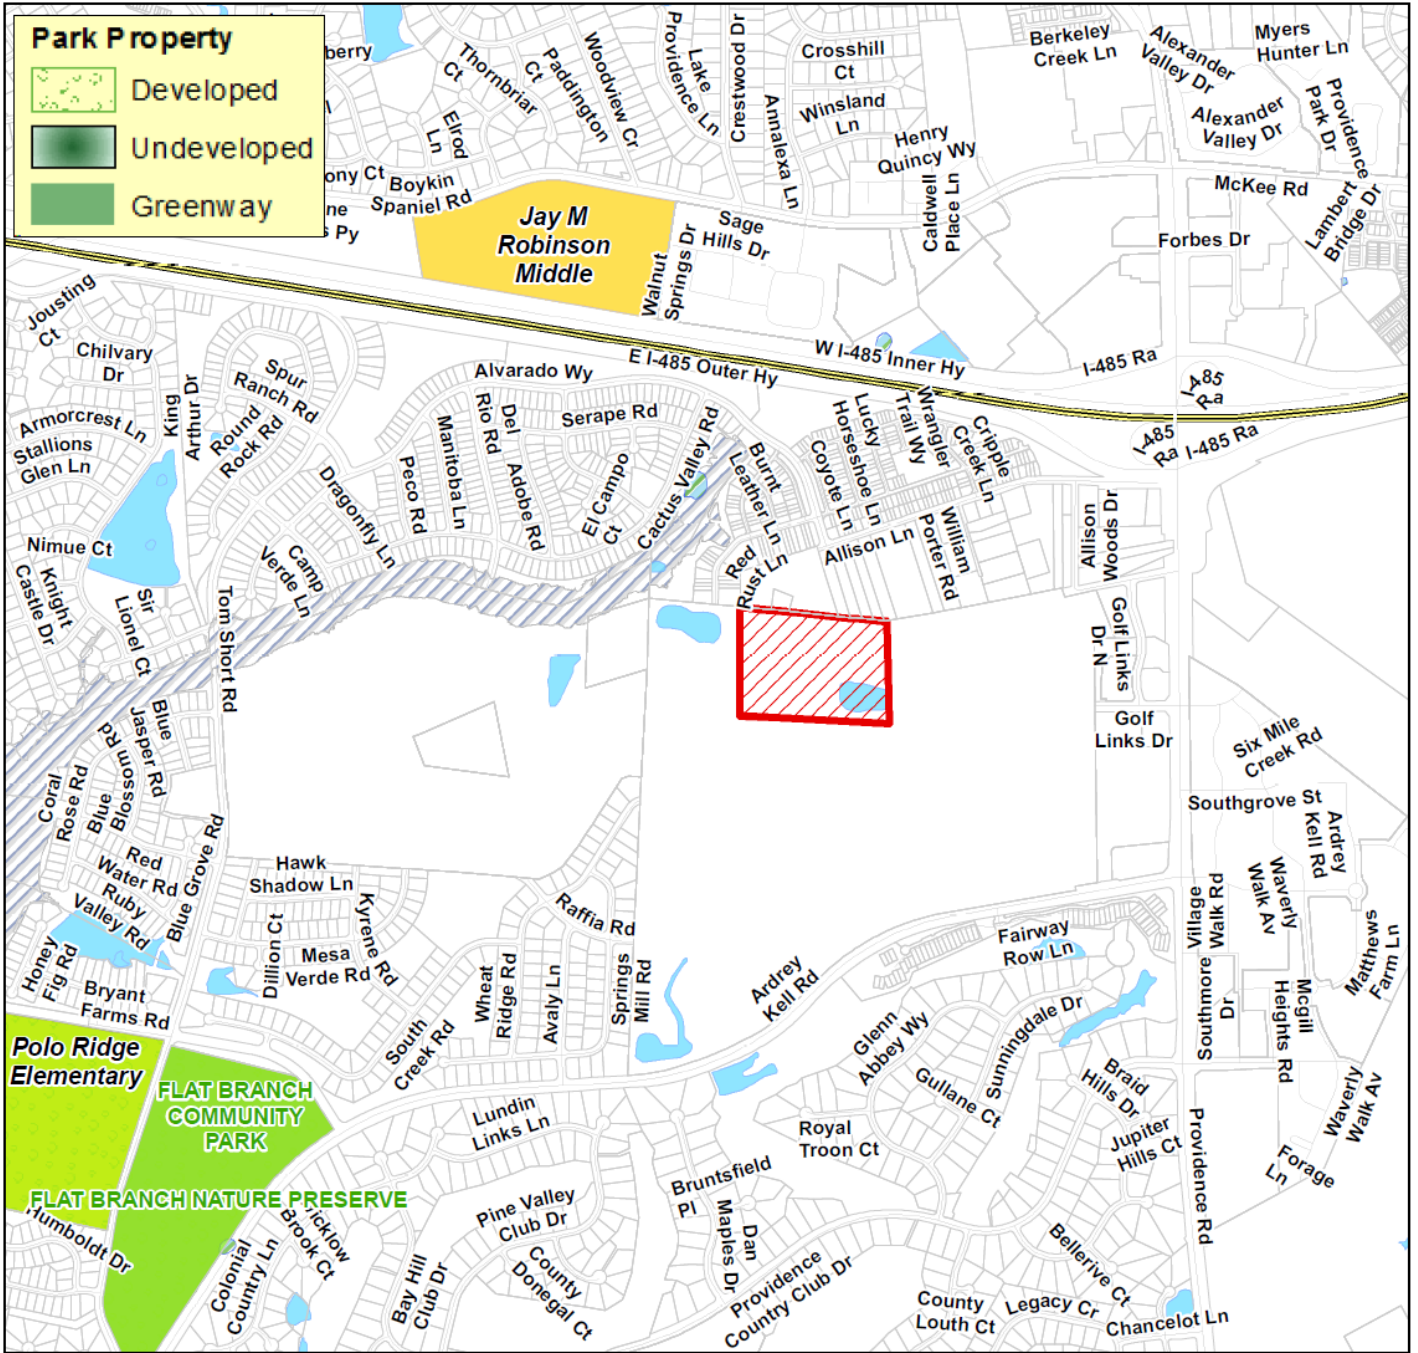 Park Property
Developed
Undeveloped
Greenway
berry
ony Ct
ne
s Py
Thornbriar
Ct
Paddington
Ct
Woodview Cr
Providence Ln
Lake
Crestwood Dr
Annalexa Ln
Crosshill
Ct
Winsland
Ln
Henry
Quincy Wy
Caldwell
Place Ln
Berkeley
Creek Ln
Alexander
Valley Dr
Myers
Hunter Ln
Alexander
Valley Dr
Providence
Park Dr
McKee Rd
Lambert
Bridge Dr
Forbes Dr
Elrod
Ln
Boykin
Spaniel Rd
Jay M
Robinson
Middle
Walnut
Springs Dr
Sage
Hills Dr
W I-485 Inner Hy
E I-485 Outer Hy
I-485 Ra
I-485
Ra
I-485
Ra
I-485 Ra
Jousting
Ct
Chilvary
Dr
King
Arthur Dr
Armorcrest Ln
Stallions
Glen Ln
Spur
Ranch Rd
Round
Rock Rd
Dragonfly Ln
Alvarado Wy
Del
Rio Rd
Serape Rd
Manitoba Ln
Peco Rd
Adobe Rd
El Campo
Ct
Cactus Valley Rd
Burnt
Leather Ln
Lucky
Horseshoe Ln
Coyote Ln
Wrangler
Trail Wy
Cripple
Creek Ln
Allison Ln
William
Porter Rd
Allison
Woods Dr
Red
Rust Ln
Nimue Ct
Knight
Castle Dr
Sir
Lionel Ct
Camp
Verde Ln
Tom Short Rd
Golf Links
Dr N
Golf
Links Dr
Six Mile
Creek Rd
Southgrove St
Ardrey
Kell Rd
Blue
Jasper Rd
Blue
Blossom Rd
Coral
Rose Rd
Red
Water Rd
Ruby
Valley Rd
Blue Grove Rd
Hawk
Shadow Ln
Kyrene Rd
Dillion Ct
Mesa
Verde Rd
Honey
Fig Rd
Bryant
Farms Rd
Raffia Rd
Wheat
Ridge Rd
Avaly Ln
Springs
Mill Rd
South
Creek Rd
Ardrey
Kell Rd
Fairway
Row Ln
Village
Walk Rd
Waverly
Walk Av
Matthews
Farm Ln
Southmore
Dr
Mcgill
Heights Rd
Waverly
Walk Av
Forage
Ln
Glenn
Abbey Wy
Sunningdale Dr
Gullane Ct
Braid
Hills Dr
Jupiter
Hills Ct
Providence Rd
Polo Ridge
Elementary
FLAT BRANCH
COMMUNITY
PARK
FLAT BRANCH NATURE PRESERVE
Humboldt Dr
Colonial
Country Ln
Brook Ct
Lundin
Links Ln
Royal
Troon Ct
Bruntsfield
Pl
Pine Valley
Club Dr
County
Donegal Ct
Bay Hill
Club Dr
Dan
Maples Dr
Providence
Country Club Dr
Bellerive Ct
County
Louth Ct
Legacy Cr
Chancelot Ln